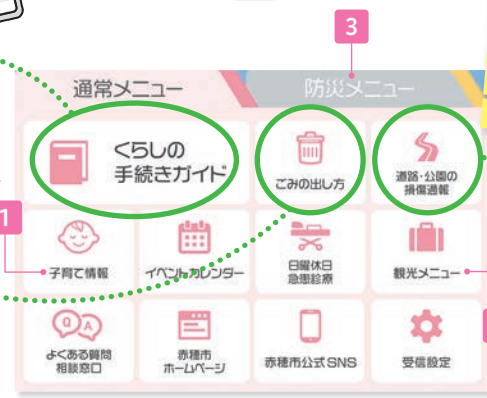 3
通常メニュー
防災メニュー
くらしの
手続きガイド
ごみの出し方
道路・公園の
損傷通報
1
子育て情報
イベントカレンダー
日曜休日
急患診療
観光メニュー
Q A
よくある質問
相談窓口
赤穂市
ホームページ
赤穂市公式SNS
受信設定